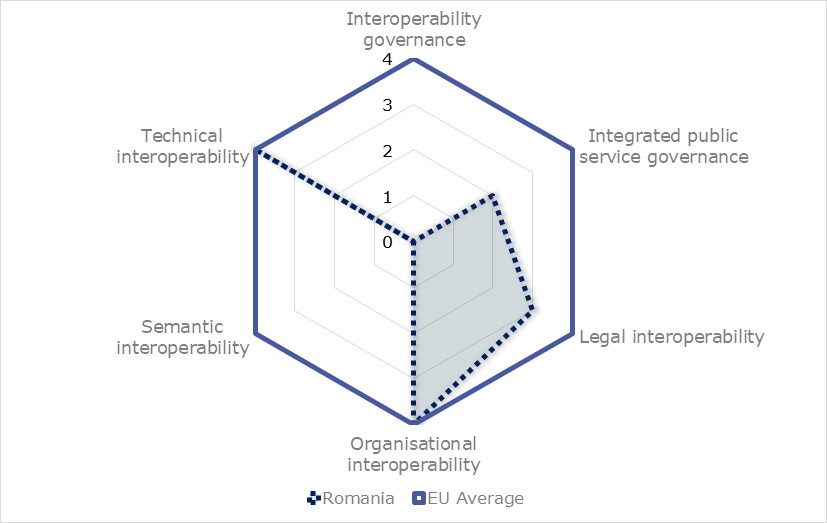 Interoperability
governance
4
3
2
1
0
Technical
interoperability
Integrated public
service governance
Semantic
interoperability
Legal interoperability
Organisational
interoperability
Romania
EU Average